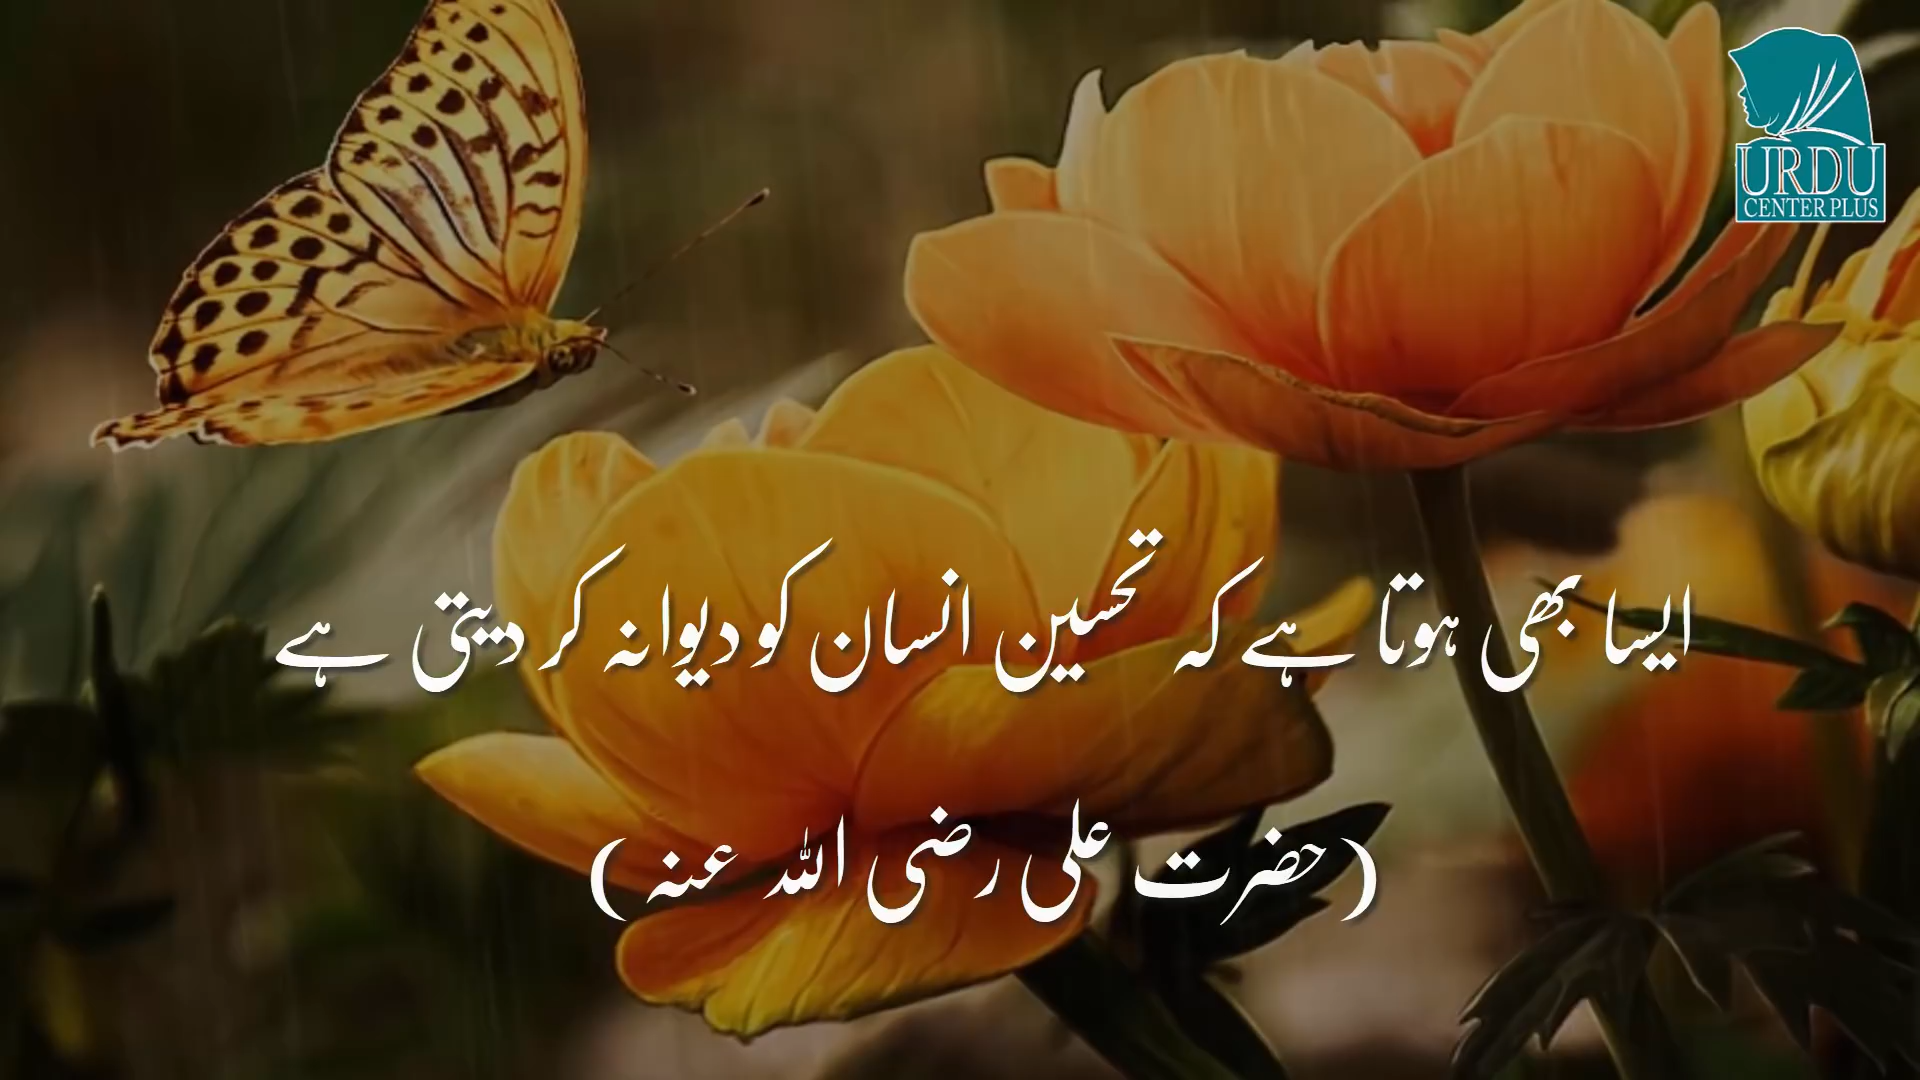 URDU
CENTER PLUS
ایسا بھی ہوتا ہے کہ تحسین انسان کو دیوانہ کر دیتی ہے
(حضرت علی رضی اللہ عنہ)